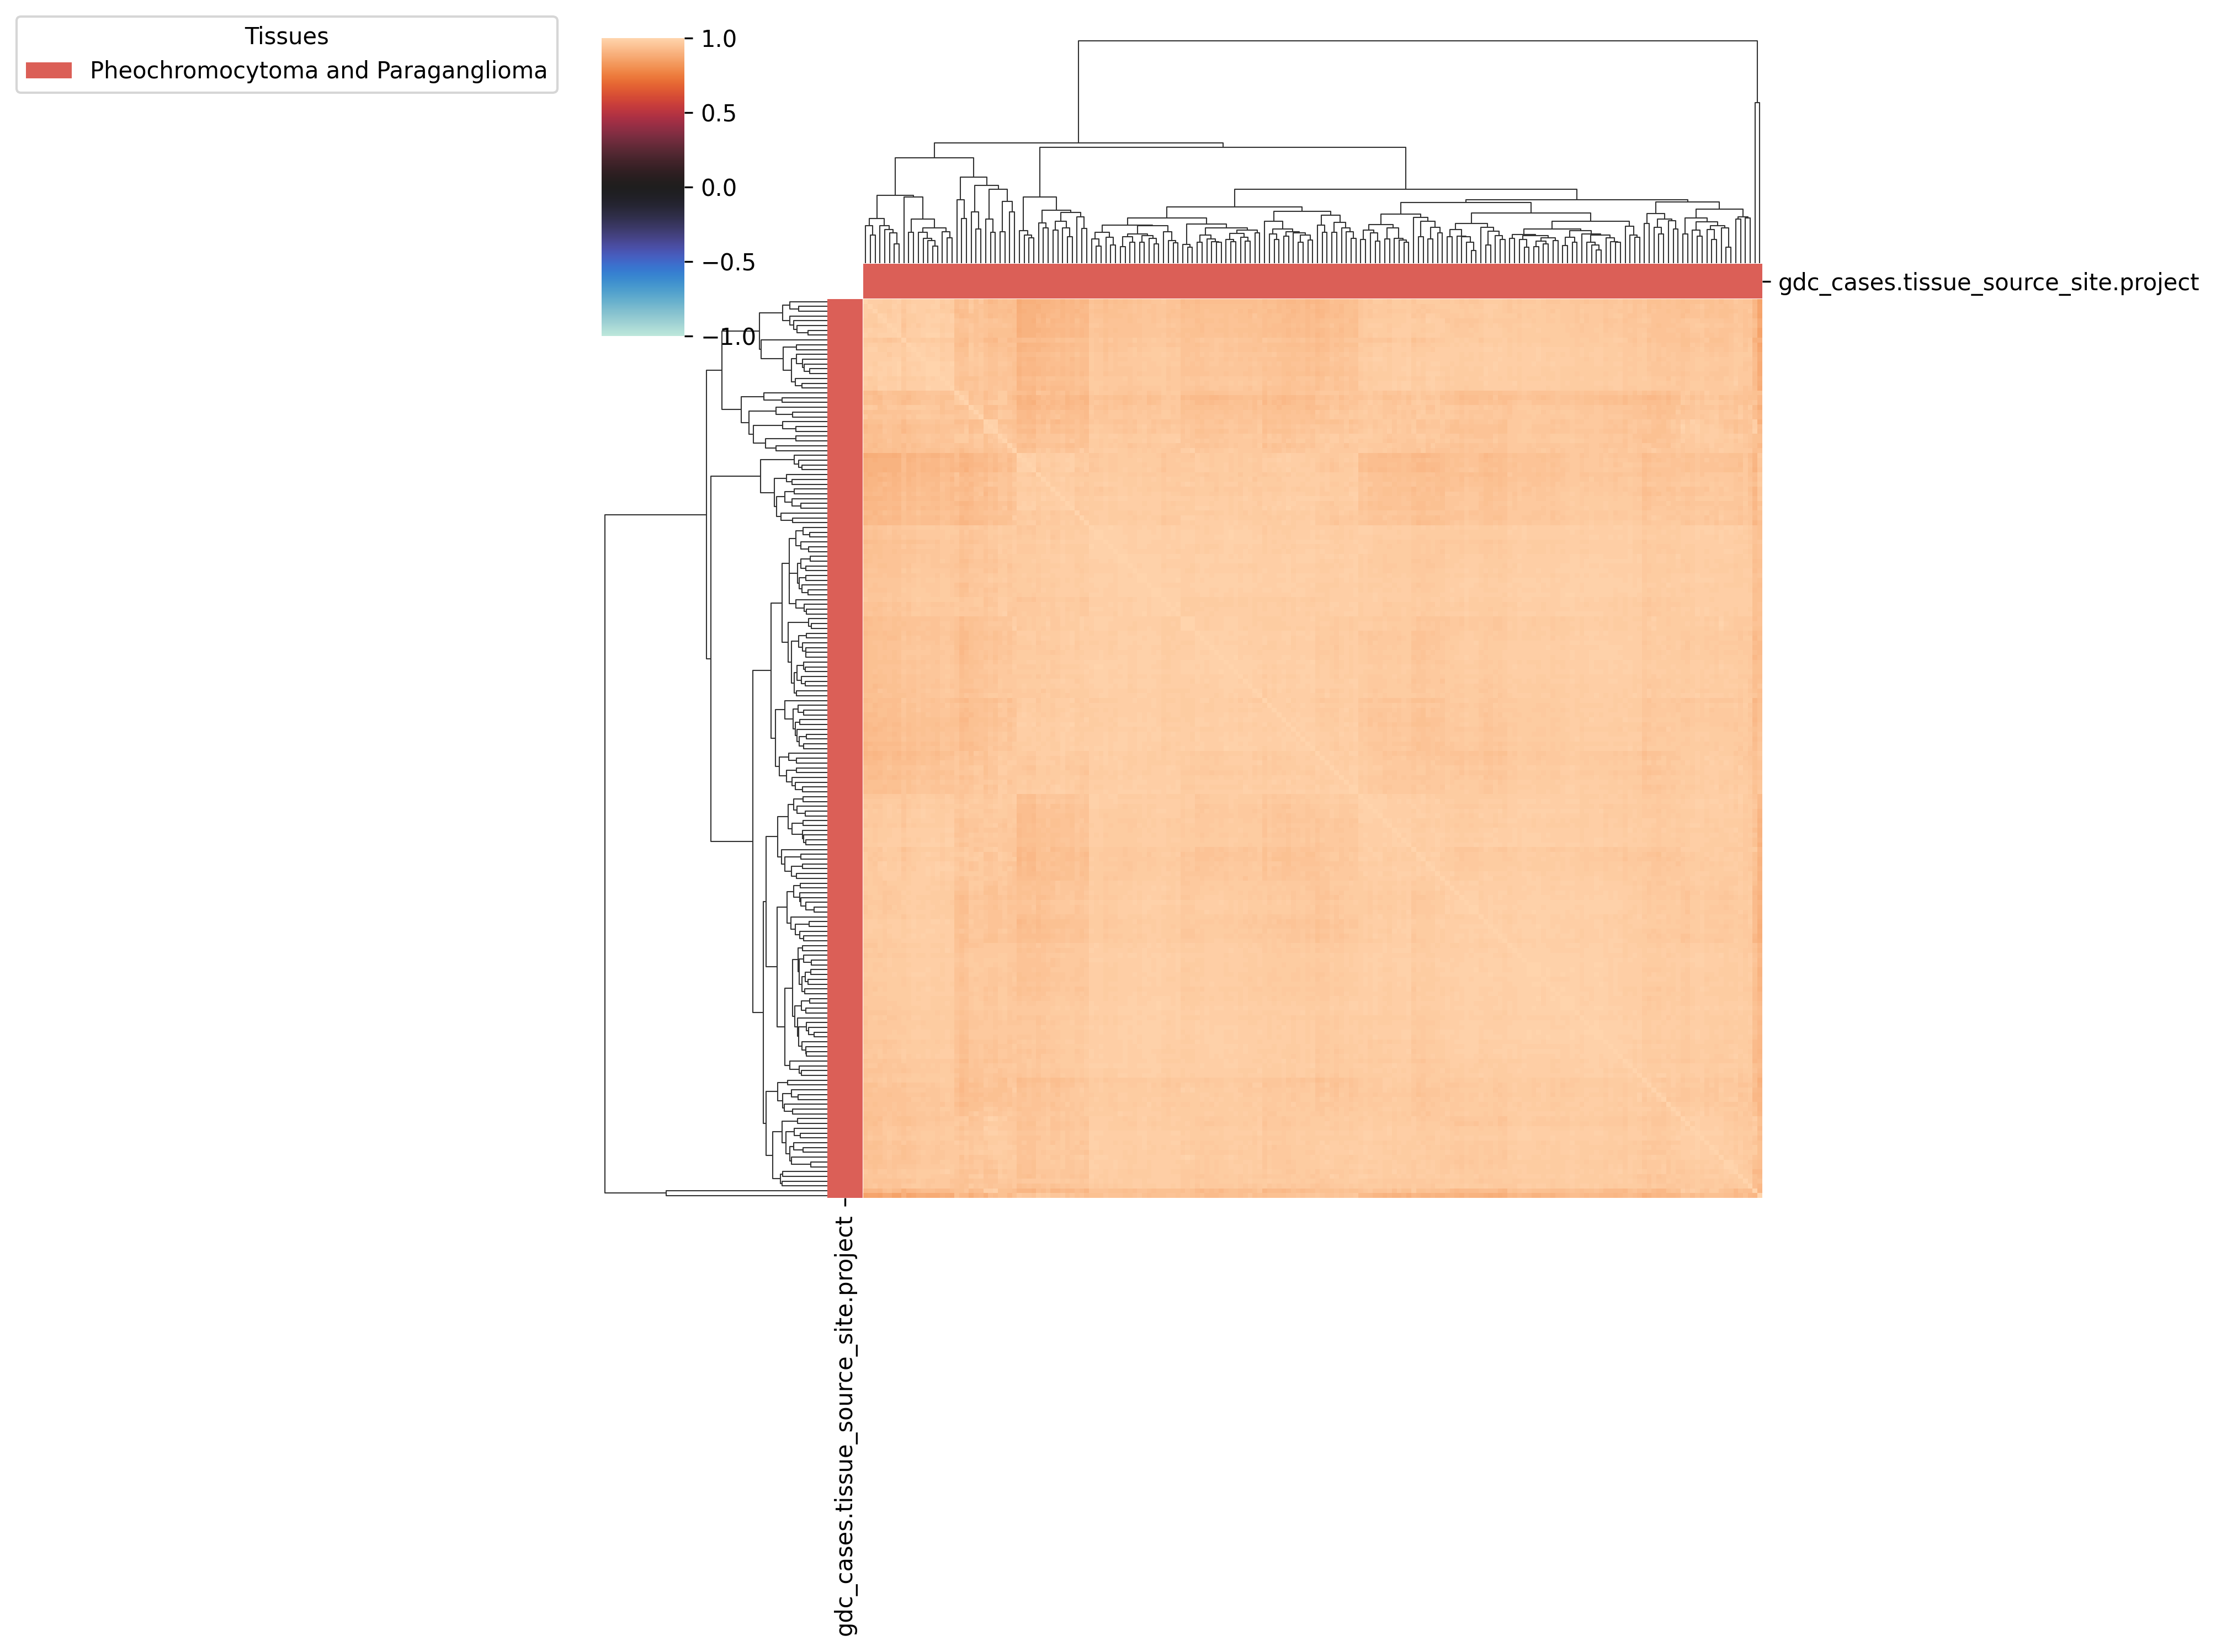 Tissues
Pheochromocytoma and Paraganglioma
1.0
0.5
0.0
−0.5
−1.0
gdc_cases.tissue_source_site.project
gdc_cases.tissue_source_site.project